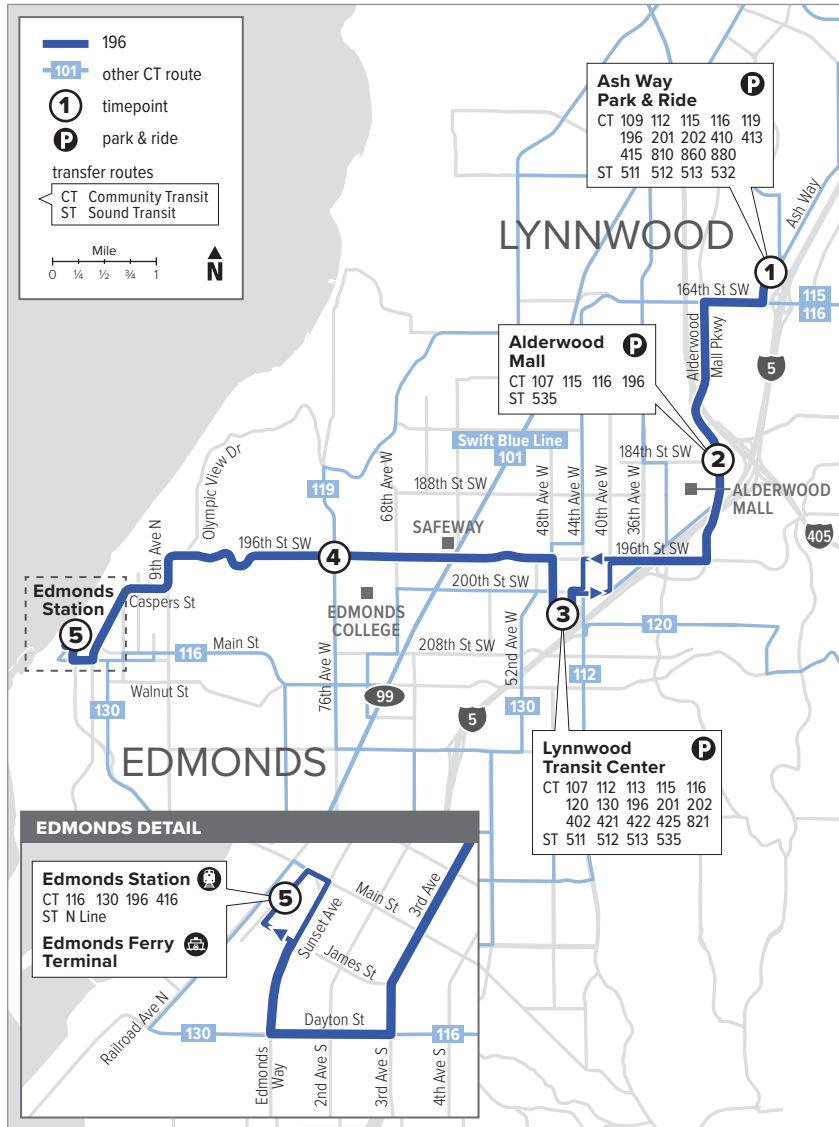 196
101 other CT route
1 timepoint
P park & ride
transfer routes
CT Community Transit
ST Sound Transit
Mile
0 ¼ ½ ¾ 1
N
Ash Way
Park & Ride
P
CT 109 112 115 116 119
196 201 202 410 413
415 810 860 880
ST 511 512 513 532
Ash Way
LYNNWOOD
1
164th St SW
115
116
Alderwood
Mall Pkwy
5
Alderwood
Mall
P
CT 107 115 116 196
ST 535
Swift Blue Line
101
184th St SW
2
ALDERWOOD
MALL
405
Olympic View Dr
119
68th Ave W
188th St SW
48th Ave W
44th Ave W
40th Ave W
36th Ave W
SAFEWAY
9th Ave N
196th St SW
4
196th St SW
200th St SW
Edmonds
Station
5
Caspers St
EDMONDS
COLLEGE
3
120
116
Main St
208th St SW
52nd Ave W
76th Ave W
Walnut St
130
99
130
112
5
EDMONDS
Lynnwood
Transit Center
P
CT 107 112 113 115 116
120 130 196 201 202
402 421 422 425 821
ST 511 512 513 535
EDMONDS DETAIL
Edmonds Station
CT 116 130 196 416
ST N Line
Edmonds Ferry
Terminal
5
Sunset Ave
Main St
3rd Ave
James St
Railroad Ave N
130
Dayton St
116
Edmonds
Way
2nd Ave S
3rd Ave S
4th Ave S